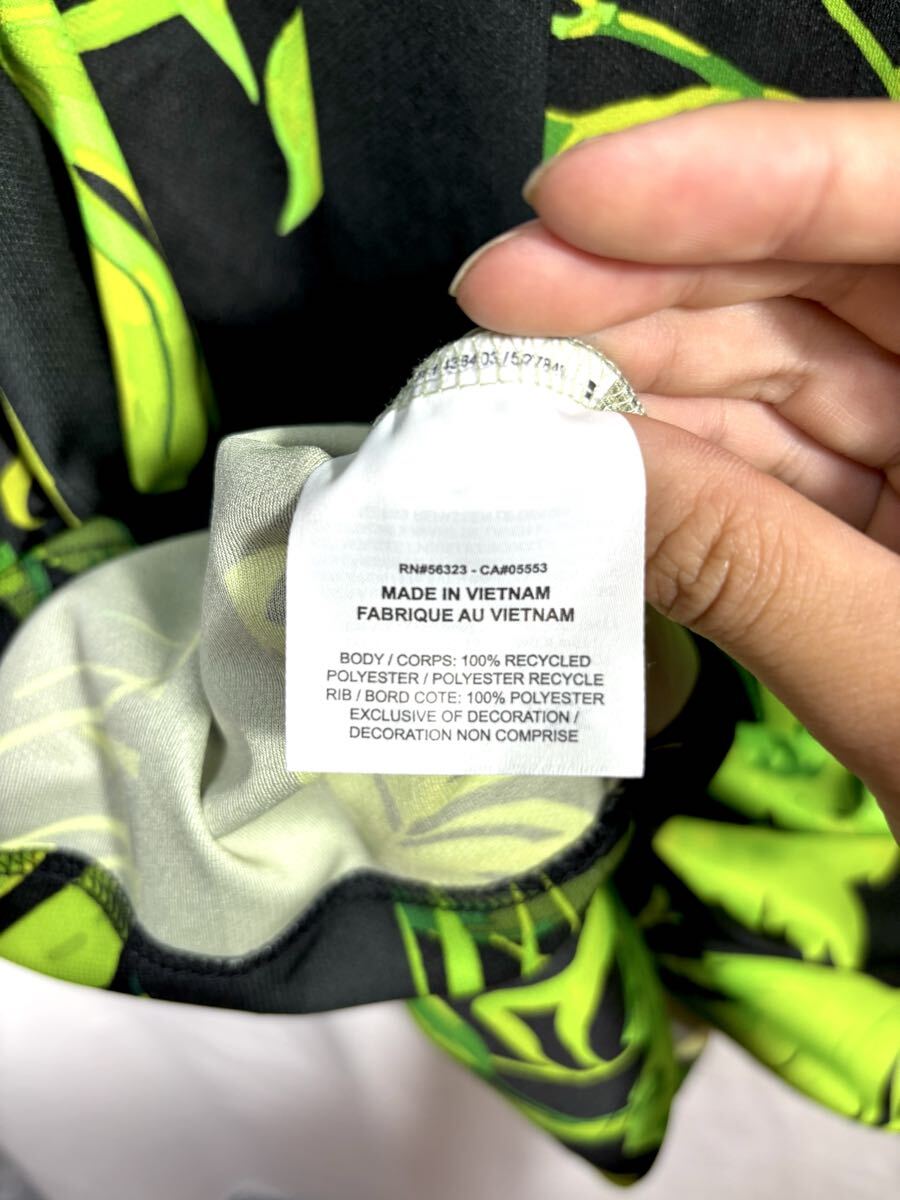 RN#56323 - CA#05553
MADE IN VIETNAM
FABRIQUE AU VIETNAM
BODY / CORPS: 100% RECYCLED
POLYESTER / POLYESTER RECYCLE
RIB / BORD COTE: 100% POLYESTER
EXCLUSIVE OF DECORATION /
DECORATION NON COMPRISE